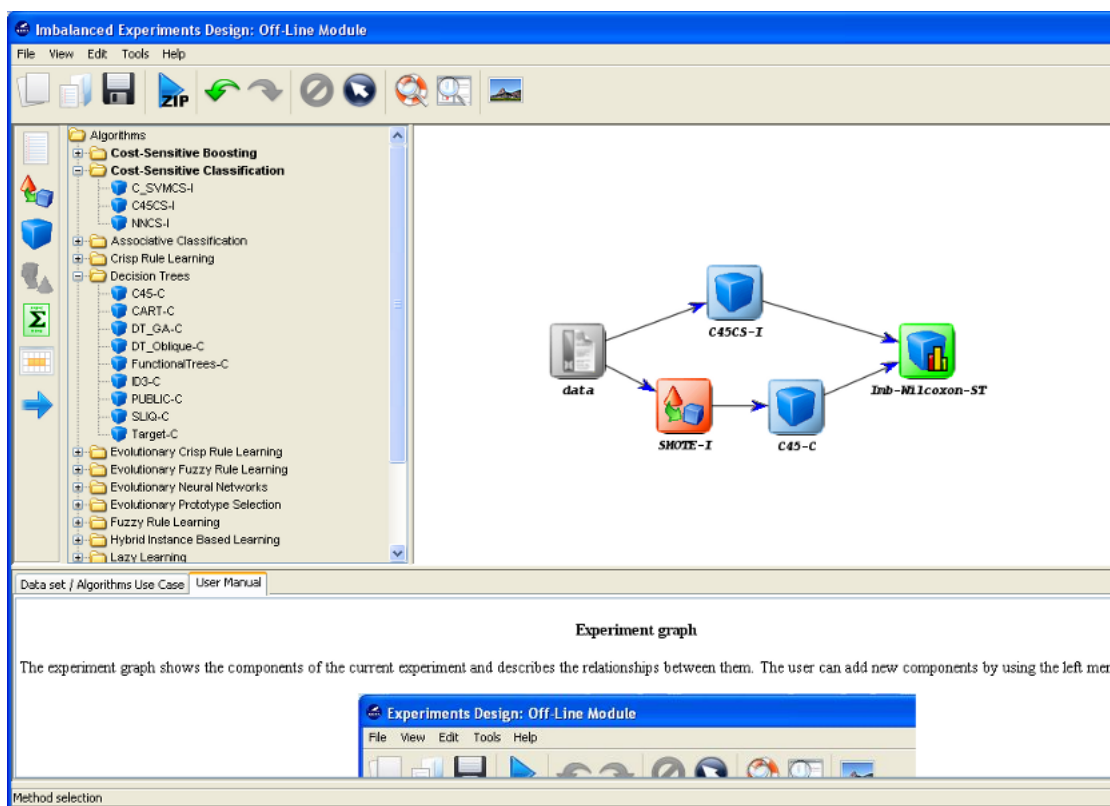 Imbalanced Experiments Design: Off-Line Module
File View Edit Tools Help
ZIP
Algorithms
Cost-Sensitive Boosting
Cost-Sensitive Classification
C_SVMCS-I
C45CS-I
NNCS-I
Associative Classification
Crisp Rule Learning
Decision Trees
C45-C
CART-C
DT_GA-C
DT_Oblique-C
FunctionalTrees-C
ID3-C
PUBLIC-C
SLIQ-C
Target-C
Evolutionary Crisp Rule Learning
Evolutionary Fuzzy Rule Learning
Evolutionary Neural Networks
Evolutionary Prototype Selection
Fuzzy Rule Learning
Hybrid Instance Based Learning
Lazy Learning
Σ
C45CS-I
data
Imb-Wilcoxon-ST
SMOTE-I
C45-C
Data set / Algorithms Use Case User Manual
Experiment graph
The experiment graph shows the components of the current experiment and describes the relationships between them. The user can add new components by using the left
Experiments Design: Off-Line Module
File View Edit Tools Help
Method selection